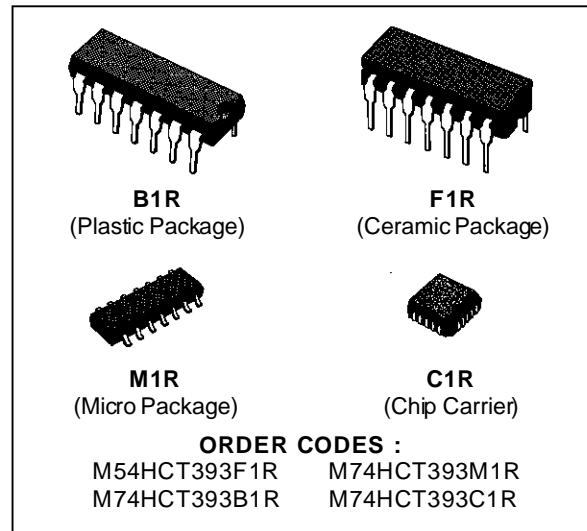 B1R
(Plastic Package)
F1R
(Ceramic Package)
M1R
(Micro Package)
C1R
(Chip Carrier)
ORDER CODES :
M54HCT393F1R M74HCT393M1R
M74HCT393B1R M74HCT393C1R